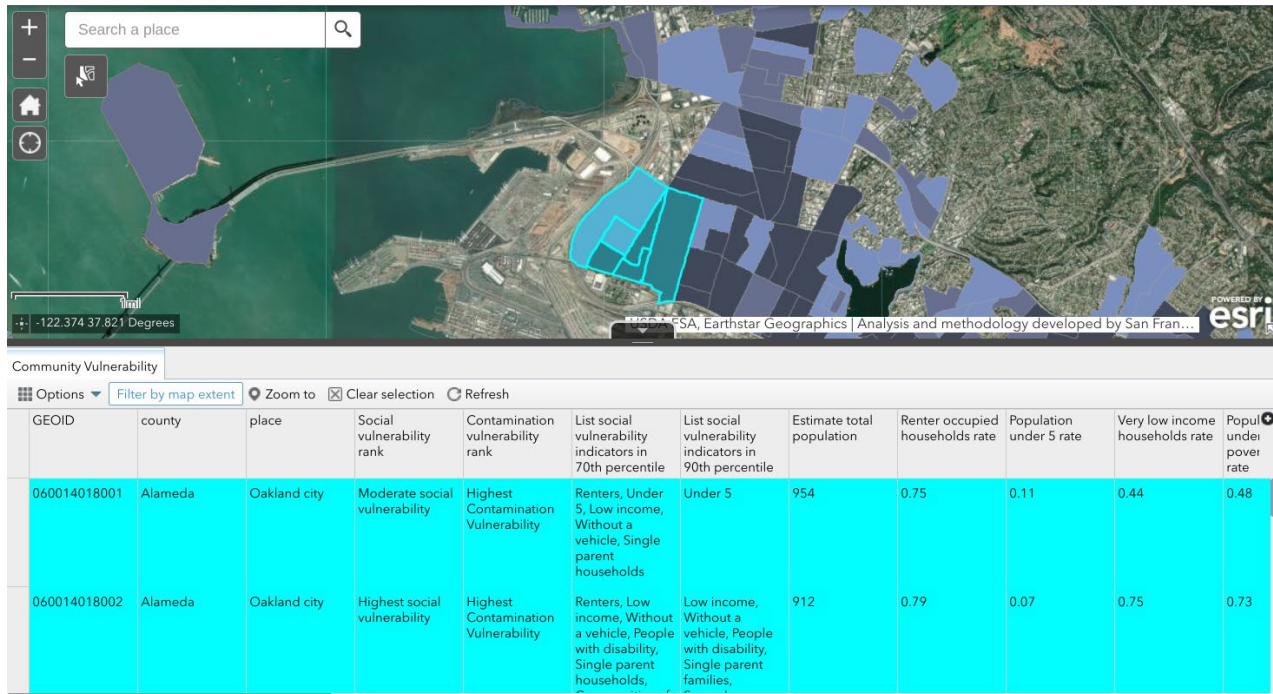 +
Search a place
−
1mi
-122.374 37.821 Degrees
USDA FSA, Earthstar Geographics | Analysis and methodology developed by San Fran...
POWERED BY
esri
Community Vulnerability
Options
Filter by map extent
Zoom to
Clear selection
Refresh
GEOID
county
place
Social
vulnerability
rank
Contamination
vulnerability
rank
List social
vulnerability
indicators in
70th percentile
List social
vulnerability
indicators in
90th percentile
Estimate total
population
Renter occupied
households rate
Population
under 5 rate
Very low income
households rate
Popul
under
pover
rate
060014018001
Alameda
Oakland city
Moderate social
vulnerability
Highest
Contamination
Vulnerability
Renters, Under
5, Low income,
Without a
vehicle, Single
parent
households
Under 5
954
0.75
0.11
0.44
0.48
060014018002
Alameda
Oakland city
Highest social
vulnerability
Highest
Contamination
Vulnerability
Renters, Low
income, Without
a vehicle, People
with disability,
Single parent
households,
Low income,
Without a
vehicle, People
with disability,
Single parent
families,
912
0.79
0.07
0.75
0.73